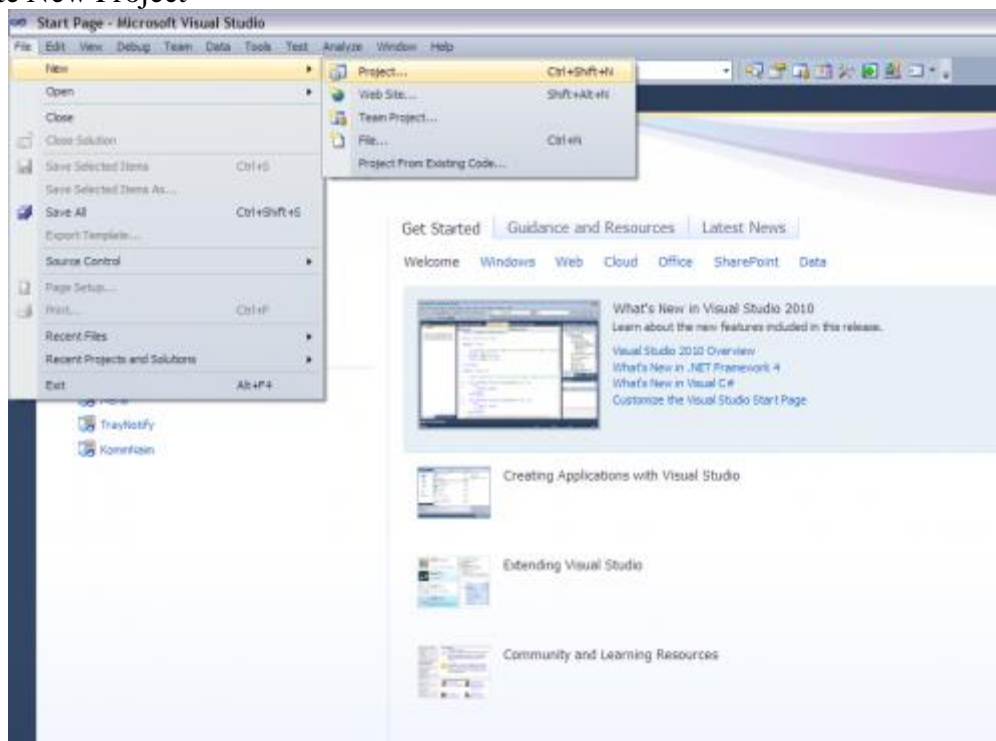 te New Project
Start Page - Microsoft Visual Studio
File Edit View Debug Team Data Tools Test Analyze Window Help
New
Open
Close
Close Solution
Save Selected Items Ctrl+S
Save Selected Items As...
Save All Ctrl+Shift+S
Export Template...
Source Control
Page Setup...
Print... Ctrl+P
Recent Files
Recent Projects and Solutions
Exit Alt+F4
Project... Ctrl+Shift+N
Web Site... Shift+Alt+N
Team Project...
File... Ctrl+N
Project From Existing Code...
TrayNotify
Get Started Guidance and Resources Latest News
Welcome Windows Web Cloud Office SharePoint Data
What's New in Visual Studio 2010
Learn about the new features included in this release.
Visual Studio 2010 Overview
What's New in .NET Framework 4
What's New in Visual C#
Customize the Visual Studio Start Page
Creating Applications with Visual Studio
Extending Visual Studio
Community and Learning Resources